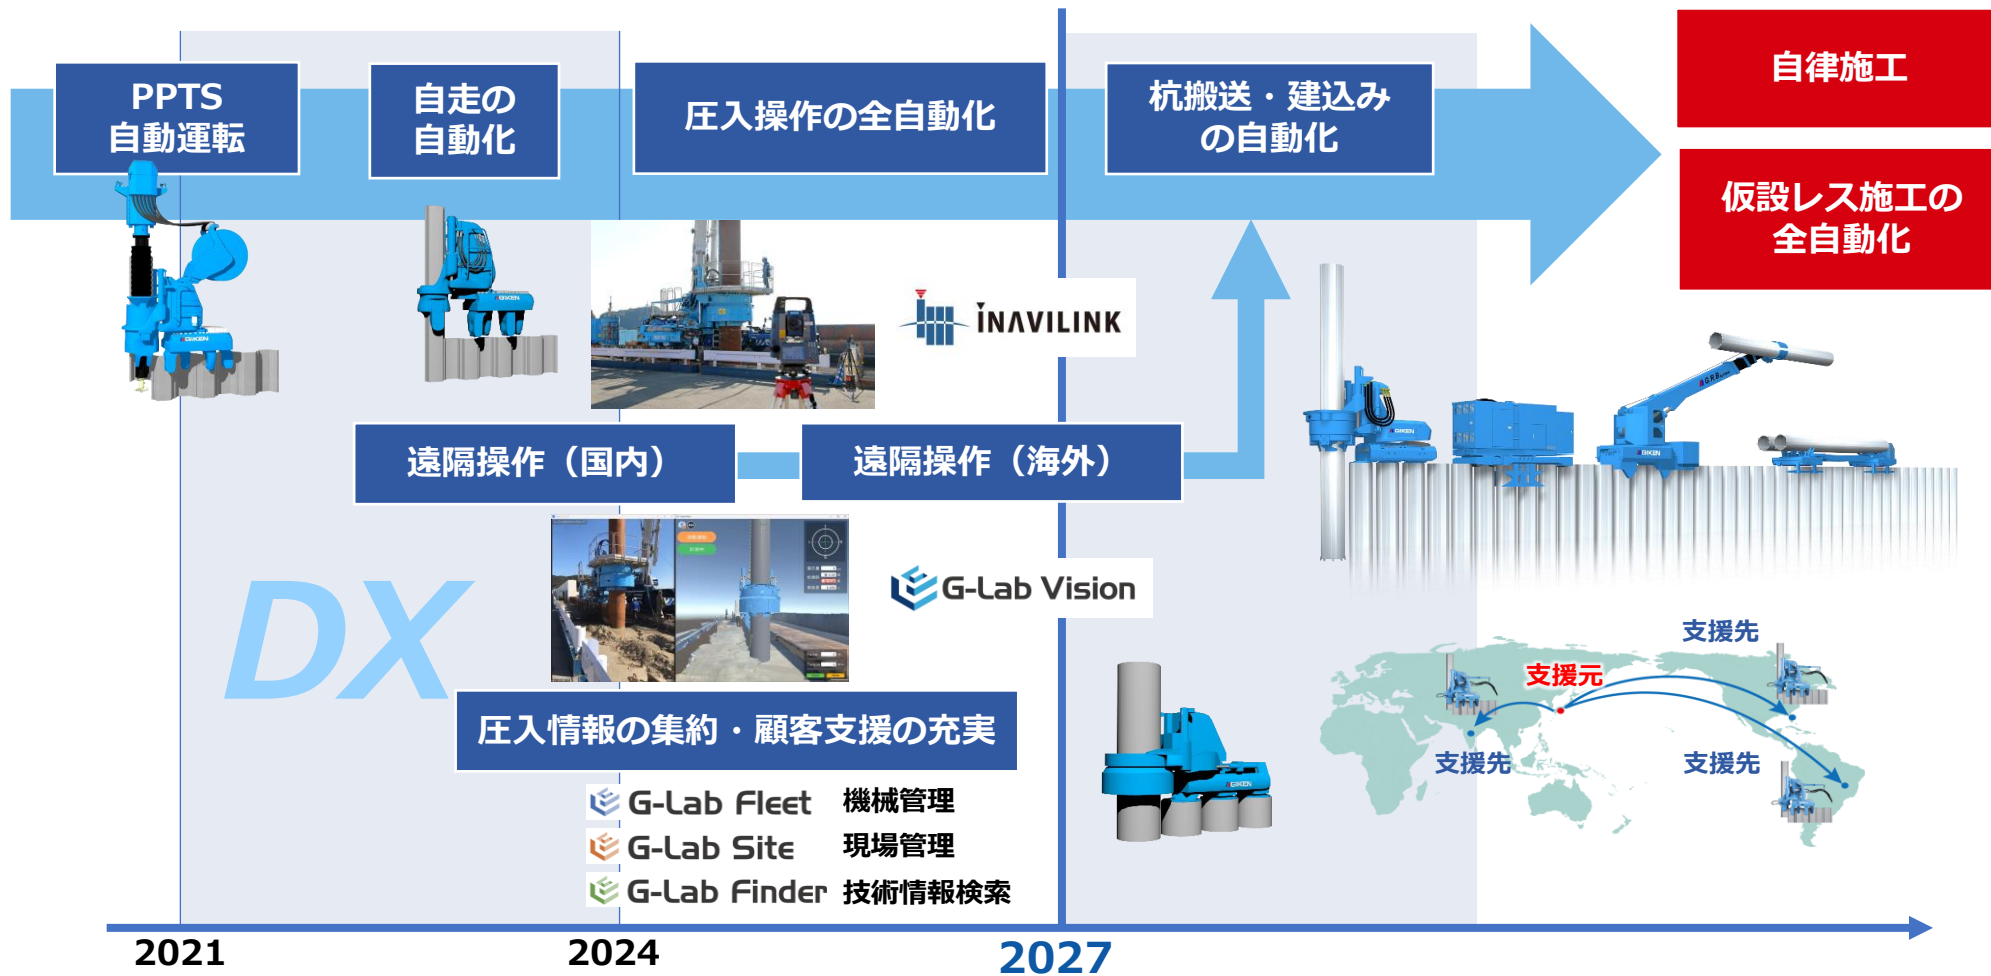 PPTS
自動運転
自走の
自動化
圧入操作の全自動化
杭搬送・建込み
の自動化
自律施工
仮設レス施工の
全自動化
GIKEN
GIKEN
INAVILINK
遠隔操作（国内）
遠隔操作（海外）
GIKEN
G.R.B
GIKEN
DX
G-Lab Vision
圧入情報の集約・顧客支援の充実
G-Lab Fleet 機械管理
G-Lab Site 現場管理
G-Lab Finder 技術情報検索
GIKEN
支援先
支援元
支援先
支援先
2021
2024
2027